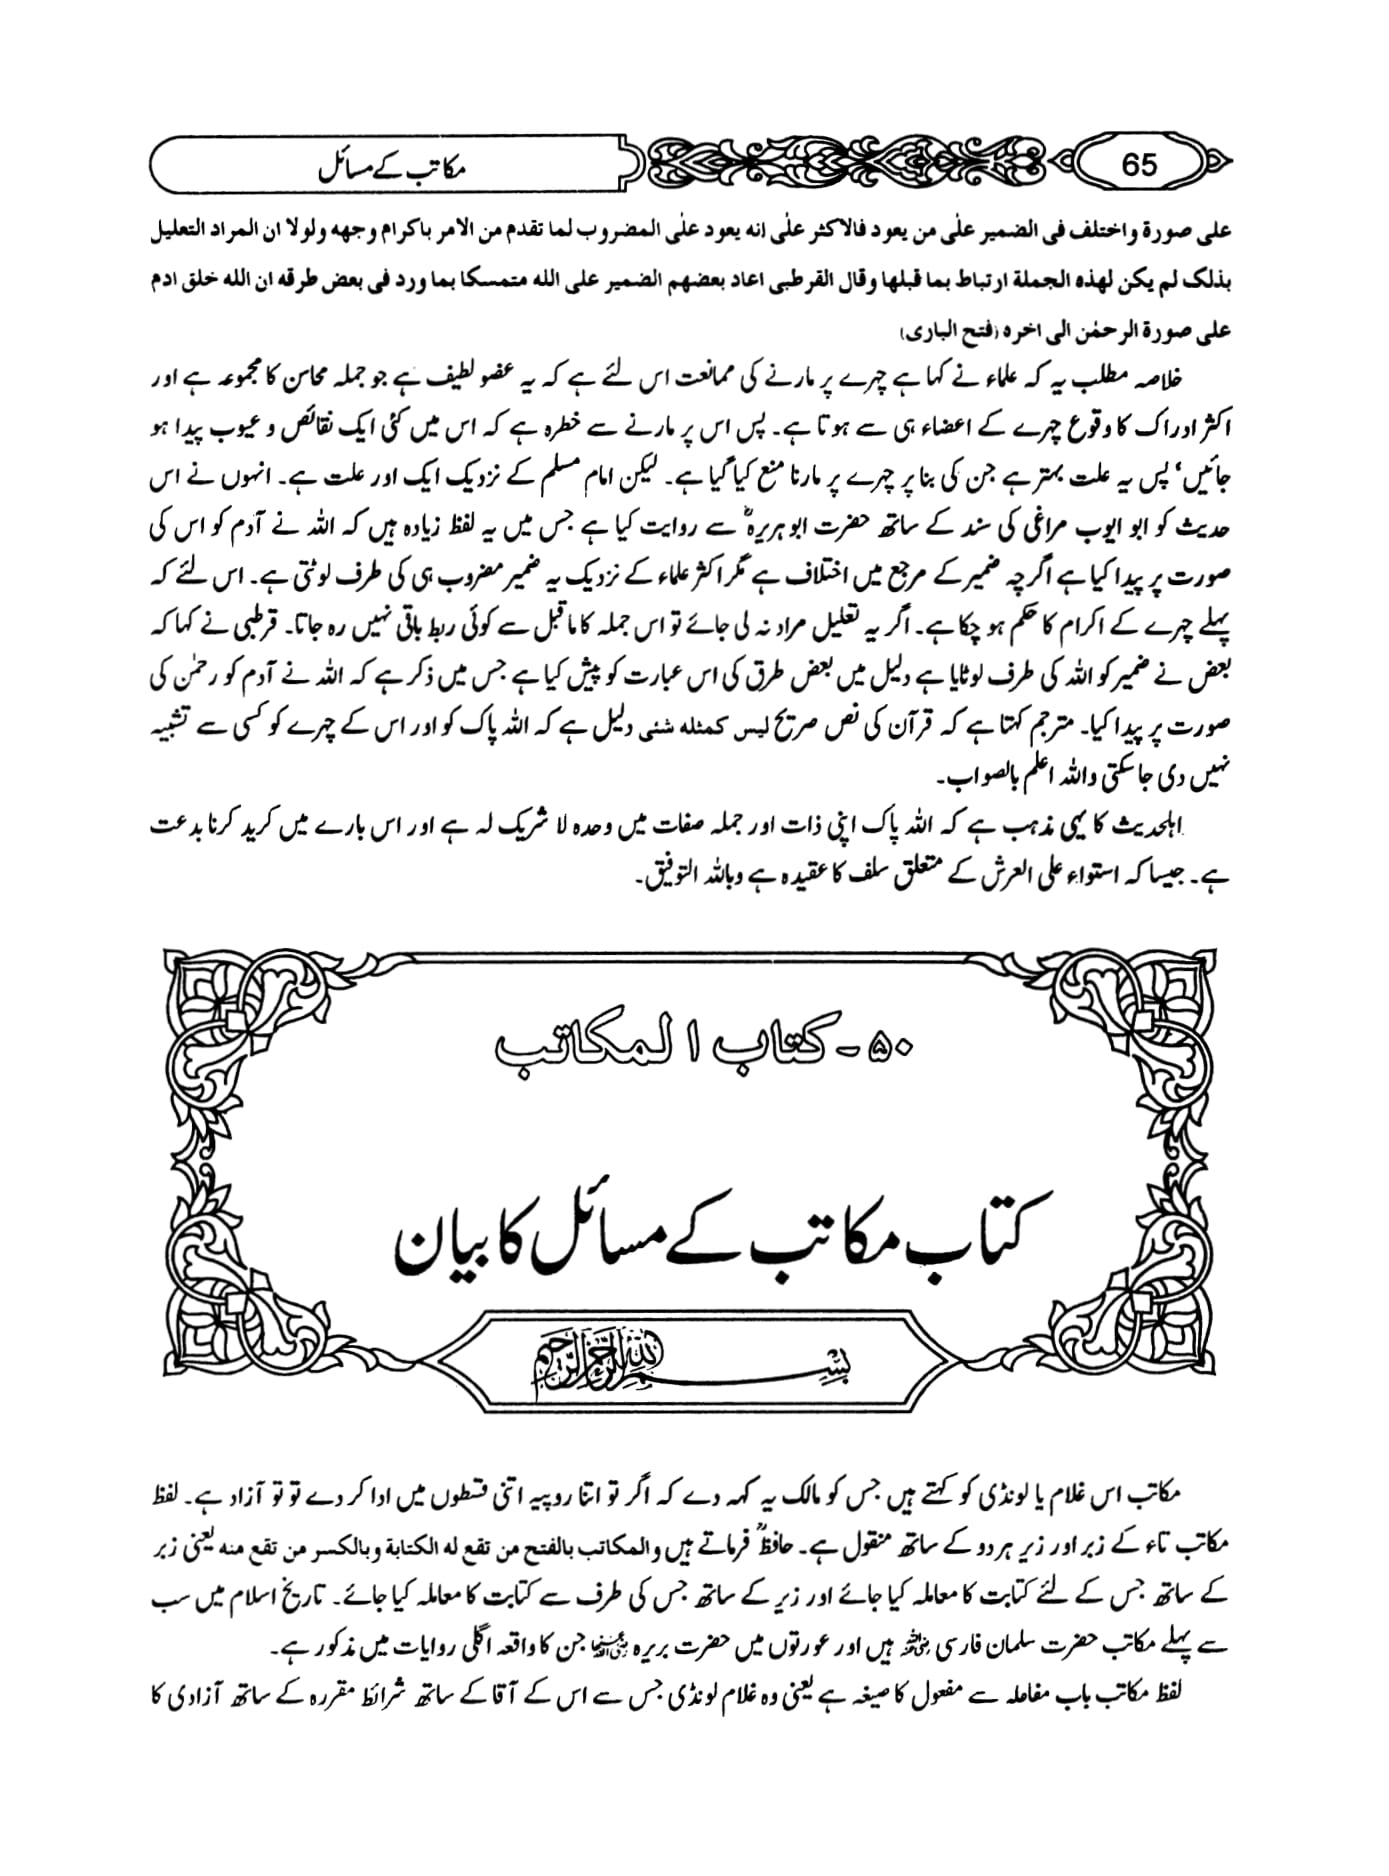 65
مکاتب کے مسائل
علی صورة واختلف فی الضمیر علٰی من یعود فالاکثر علٰی انه یعود علَی المضروب لما تقدم من الامر باکرام وجهه ولولا ان المراد التعلیل
بذلک لم یکن لهذه الجملة ارتباط بما قبلها وقال القرطبی اعاد بعضهم الضمیر علی الله متمسکا بما ورد فی بعض طرقه ان الله خلق ادم
علی صورة الرحمٰن الی اخره (فتح الباری)
خلاصہ مطلب یہ کہ علماء نے کہا ہے چہرے پر مارنے کی ممانعت اس لئے ہے کہ یہ عضو لطیف ہے جو جملہ محاسن کا مجموعہ ہے اور
اکثر ادراک کا وقوع چہرے کے اعضاء ہی سے ہوتا ہے۔ پس اس پر مارنے سے خطرہ ہے کہ اس میں کئی ایک نقائص و عیوب پیدا ہو
جائیں‘ پس یہ علت بہتر ہے جن کی بنا پر چہرے پر مارنا منع کیا گیا ہے۔ لیکن امام مسلم کے نزدیک ایک اور علت ہے۔ انہوں نے اس
حدیث کو ابو ایوب مراغی کی سند کے ساتھ حضرت ابو ہریرہؓ سے روایت کیا ہے جس میں یہ لفظ زیادہ ہیں کہ اللہ نے آدم کو اس کی
صورت پر پیدا کیا ہے اگرچہ ضمیر کے مرجع میں اختلاف ہے مگر اکثر علماء کے نزدیک یہ ضمیر مضروب ہی کی طرف لوٹتی ہے۔ اس لئے کہ
پہلے چہرے کے اکرام کا حکم ہو چکا ہے۔ اگر یہ تعلیل مراد نہ لی جائے تو اس جملہ کا ماقبل سے کوئی ربط باقی نہیں رہ جاتا۔ قرطبی نے کہا کہ
بعض نے ضمیر کو اللہ کی طرف لوٹایا ہے دلیل میں بعض طرق کی اس عبارت کو پیش کیا ہے جس میں ذکر ہے کہ اللہ نے آدم کو رحمٰن کی
صورت پر پیدا کیا۔ مترجم کہتا ہے کہ قرآن کی نص صریح لیس کمثله شئی دلیل ہے کہ اللہ پاک کو اور اس کے چہرے کو کسی سے تشبیہ
نہیں دی جا سکتی واللہ اعلم بالصواب۔
اہلحدیث کا یہی مذہب ہے کہ اللہ پاک اپنی ذات اور جملہ صفات میں وحدہ لا شریک لہ ہے اور اس بارے میں کرید کرنا بدعت
ہے۔ جیسا کہ استواء علی العرش کے متعلق سلف کا عقیدہ ہے وباللہ التوفیق۔
۵۰ - کتاب المکاتب
کتاب مکاتب کے مسائل کا بیان
بسم الله الرحمٰن الرحیم
مکاتب اس غلام یا لونڈی کو کہتے ہیں جس کو مالک یہ کہہ دے کہ اگر تو اتنا روپیہ اتنی قسطوں میں ادا کر دے تو تو آزاد ہے۔ لفظ
مکاتب تاء کے زبر اور زیر ہر دو کے ساتھ منقول ہے۔ حافظؒ فرماتے ہیں والمکاتب بالفتح من تقع له الکتابة وبالکسر من تقع منه یعنی زبر
کے ساتھ جس کے لئے کتابت کا معاملہ کیا جائے اور زیر کے ساتھ جس کی طرف سے کتابت کا معاملہ کیا جائے۔ تاریخ اسلام میں سب
سے پہلے مکاتب حضرت سلمان فارسی رضی اللہ عنہ ہیں اور عورتوں میں حضرت بریرہ رضی اللہ عنہا جن کا واقعہ اگلی روایات میں مذکور ہے۔
لفظ مکاتب باب مفاعلہ سے مفعول کا صیغہ ہے یعنی وہ غلام لونڈی جس سے اس کے آقا کے ساتھ شرائط مقررہ کے ساتھ آزادی کا